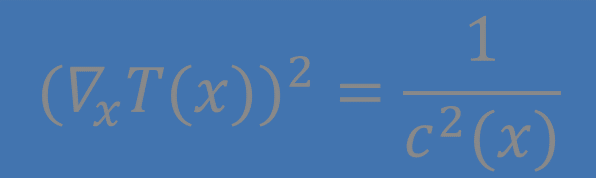 (∇ₓT(x))² = 1/c²(x)